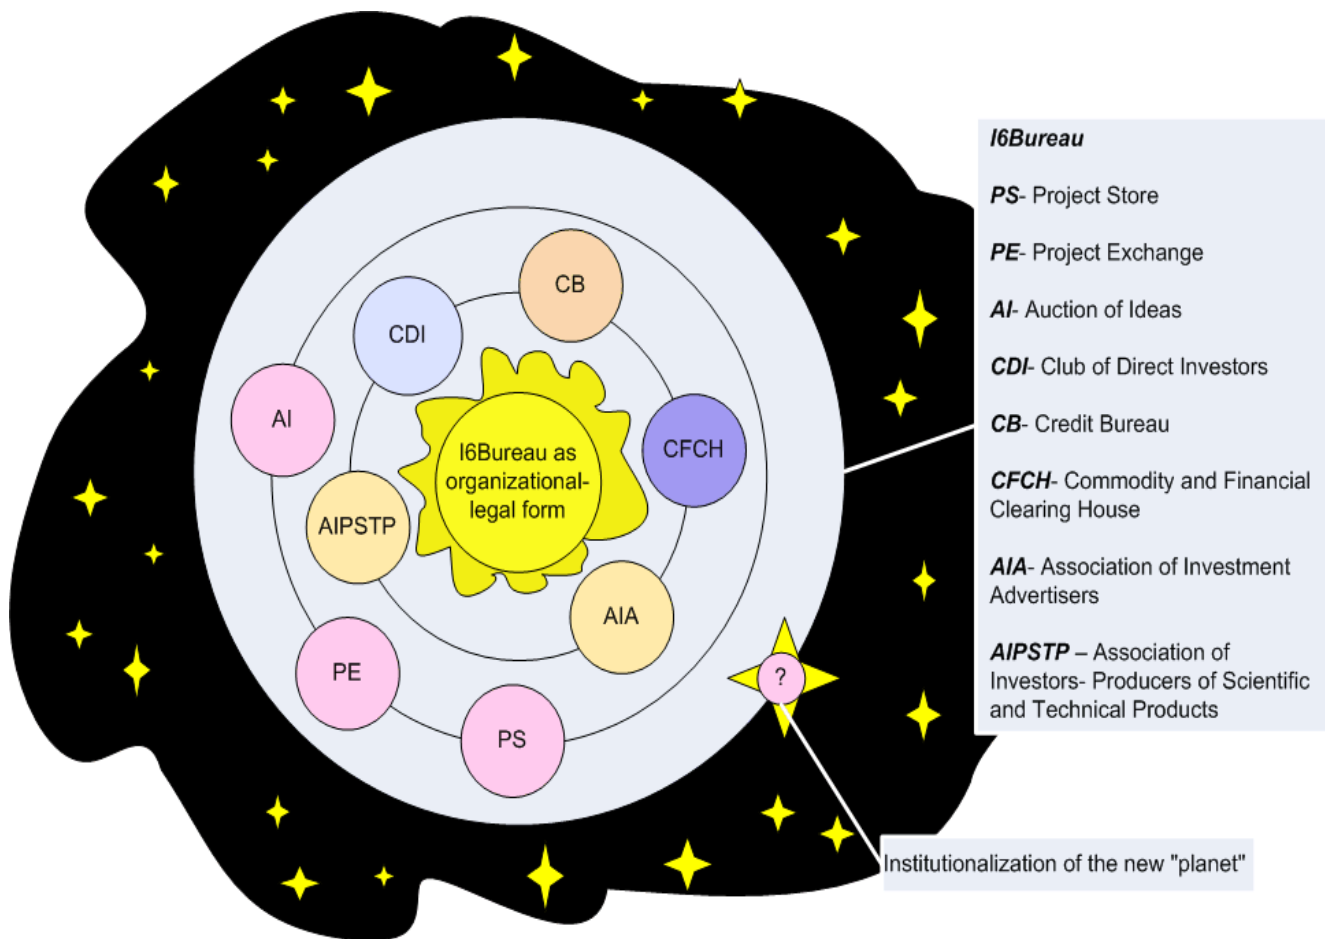 CB
CDI
AI
CFCH
I6Bureau as
organizational-
legal form
AIPSTP
AIA
PE
PS
?
I6Bureau
PS- Project Store
PE- Project Exchange
AI- Auction of Ideas
CDI- Club of Direct Investors
CB- Credit Bureau
CFCH- Commodity and Financial
Clearing House
AIA- Association of Investment
Advertisers
AIPSTP – Association of
Investors- Producers of Scientific
and Technical Products
Institutionalization of the new "planet"